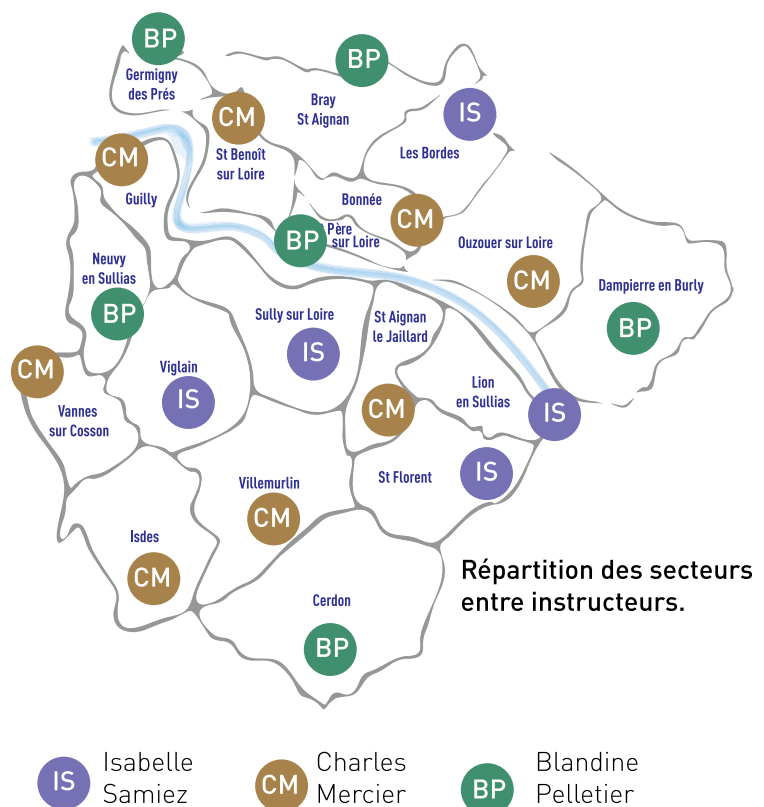 BP
Germigny
des Prés
BP
Bray
St Aignan
CM
St Benoît
sur Loire
IS
Les Bordes
CM
Guilly
Bonnée
CM
BP
Père
sur Loire
Ouzouer sur Loire
CM
Dampierre en Burly
BP
Neuvy
en Sullias
BP
Sully sur Loire
IS
St Aignan
le Jaillard
CM
Viglain
IS
CM
Vannes
sur Cosson
Lion
en Sullias
IS
St Florent
IS
Villemurlin
CM
Isdes
CM
Cerdon
BP
Répartition des secteurs
entre instructeurs.
IS
Isabelle
Samiez
CM
Charles
Mercier
BP
Blandine
Pelletier